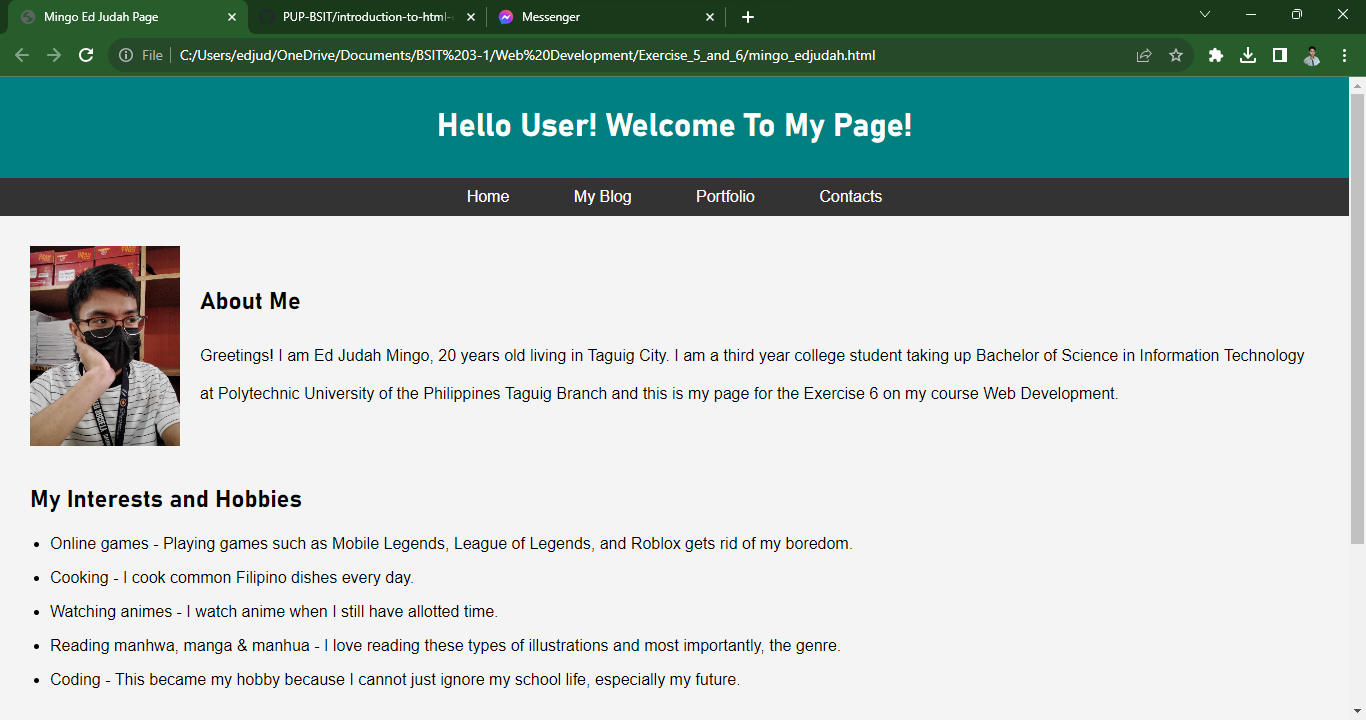 Mingo Ed Judah Page
PUP-BSIT/introduction-to-html-
Messenger
File
C:/Users/edjud/OneDrive/Documents/BSIT%203-1/Web%20Development/Exercise_5_and_6/mingo_edjudah.html
Hello User! Welcome To My Page!
Home My Blog Portfolio Contacts
About Me
Greetings! I am Ed Judah Mingo, 20 years old living in Taguig City. I am a third year college student taking up Bachelor of Science in Information Technology
at Polytechnic University of the Philippines Taguig Branch and this is my page for the Exercise 6 on my course Web Development.
My Interests and Hobbies
• Online games - Playing games such as Mobile Legends, League of Legends, and Roblox gets rid of my boredom.
• Cooking - I cook common Filipino dishes every day.
• Watching animes - I watch anime when I still have allotted time.
• Reading manhwa, manga & manhua - I love reading these types of illustrations and most importantly, the genre.
• Coding - This became my hobby because I cannot just ignore my school life, especially my future.